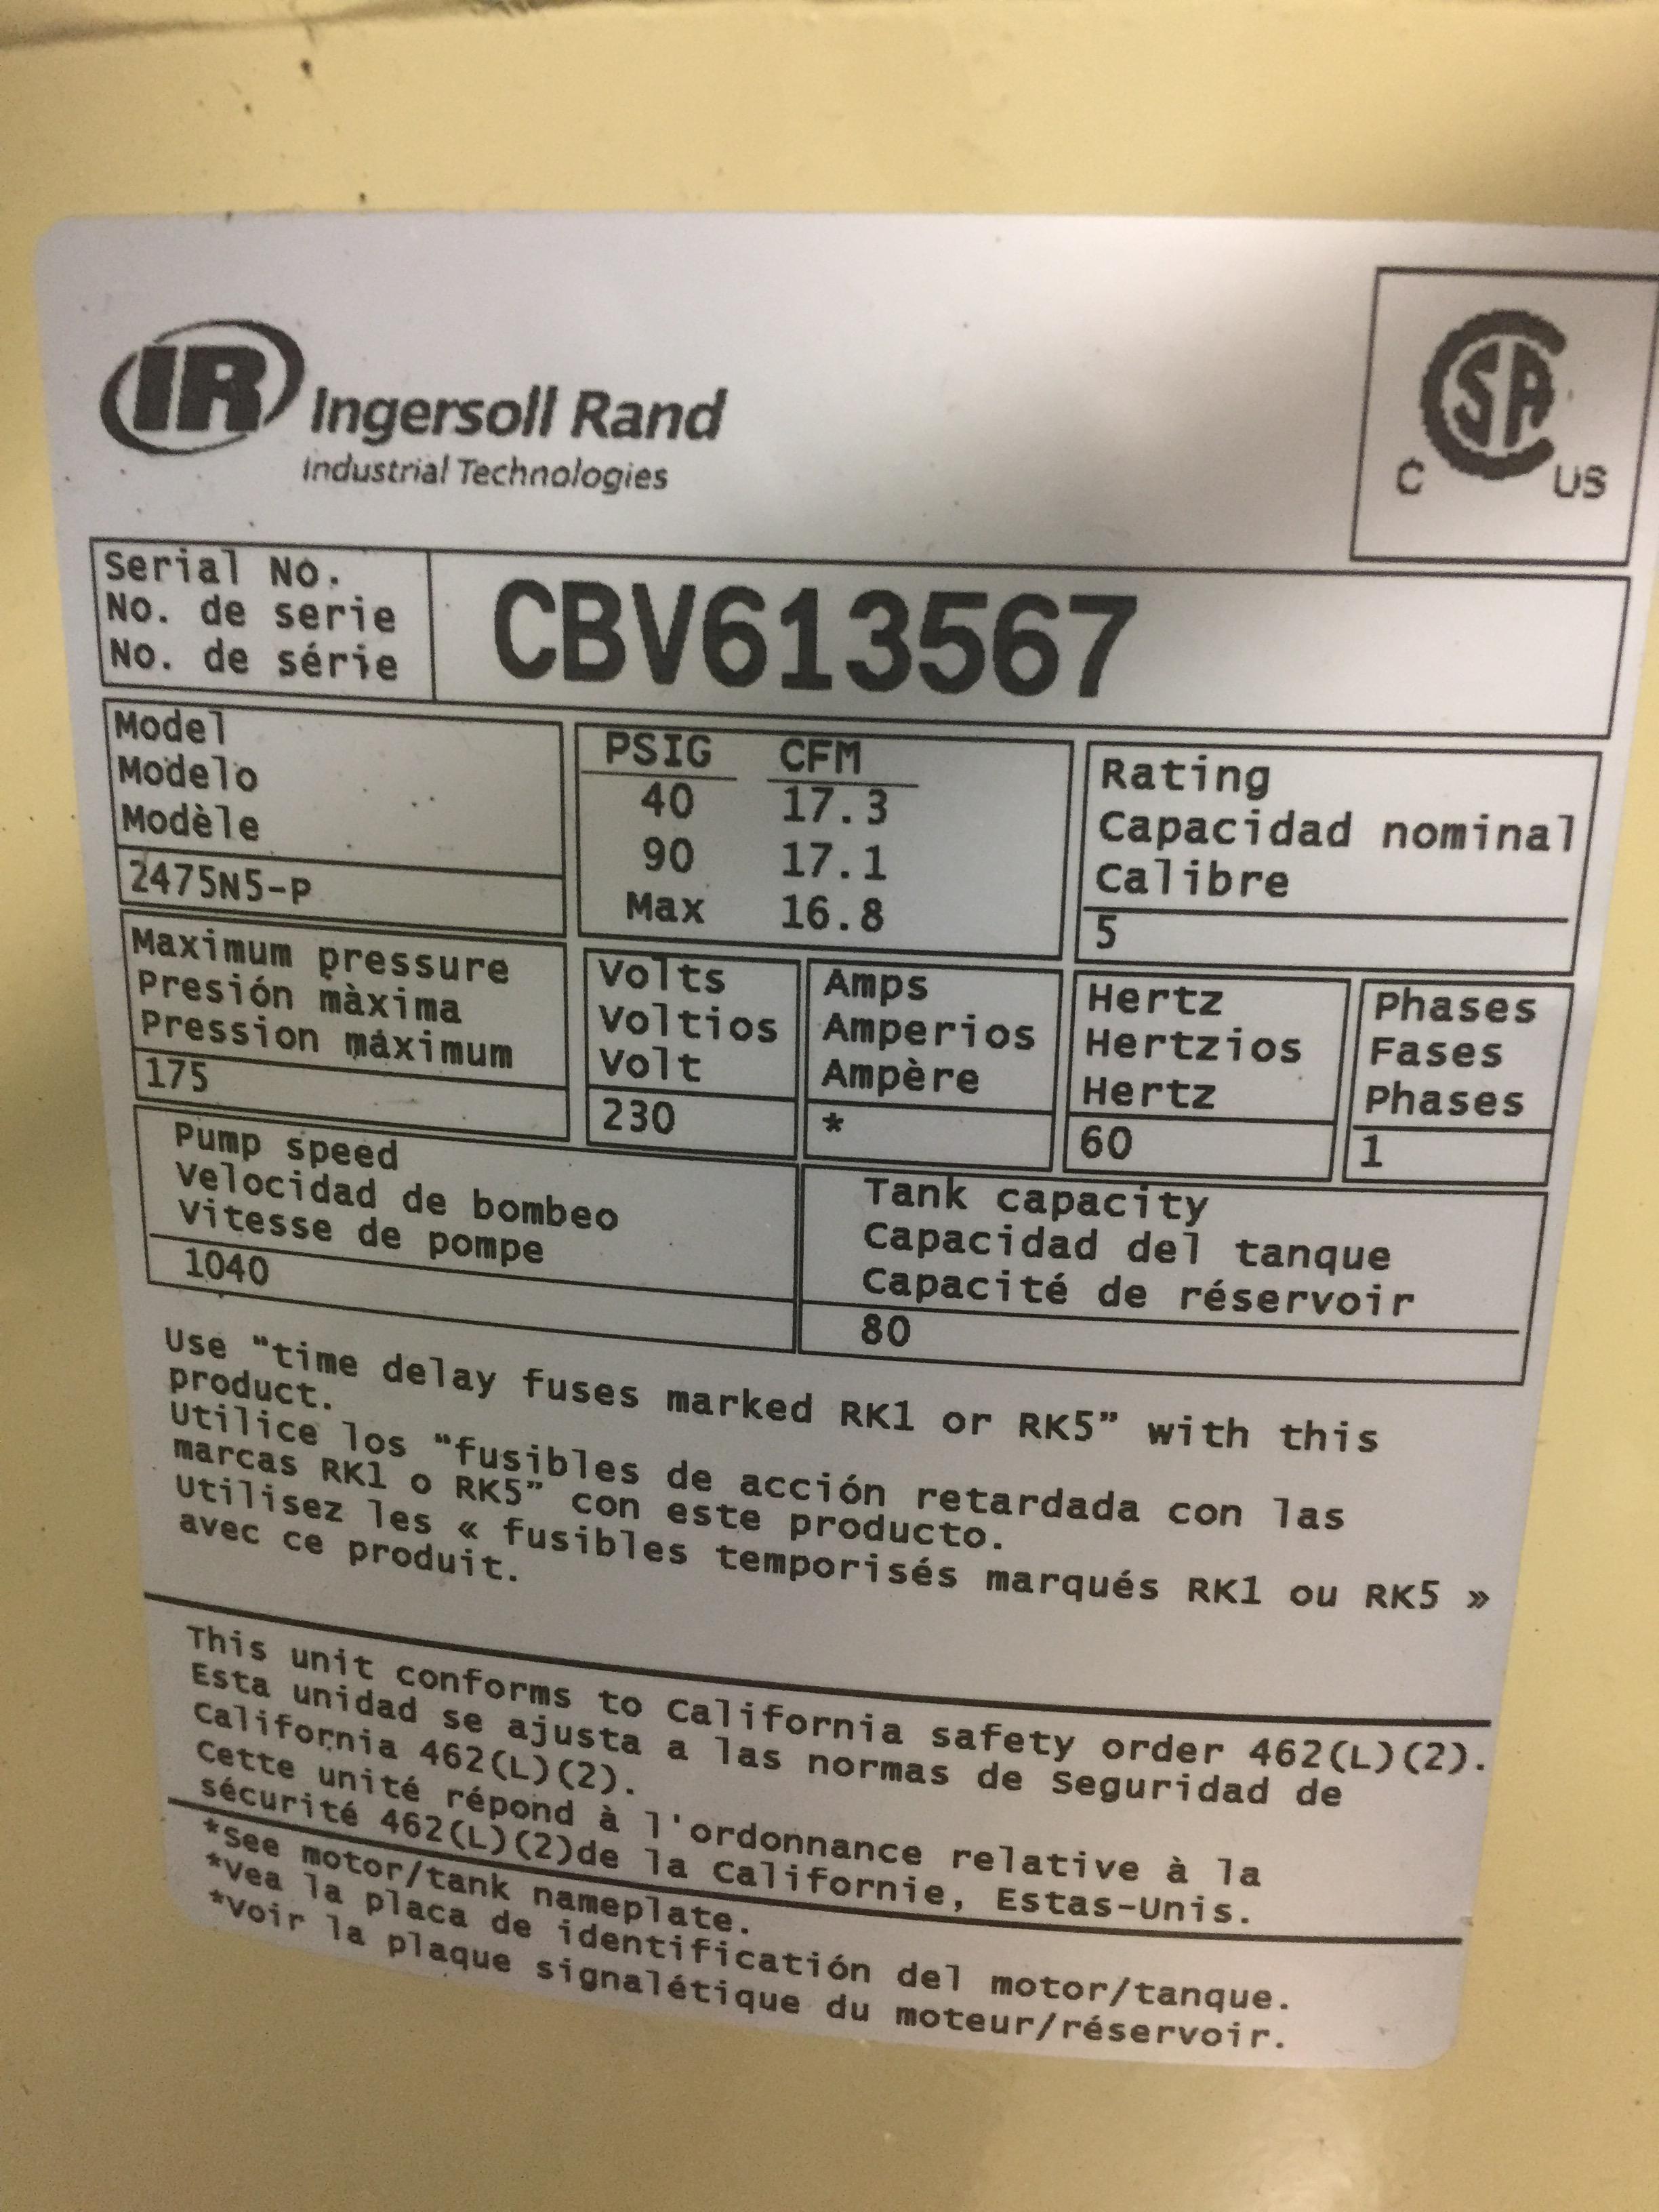 IR Ingersoll Rand
Industrial Technologies
CSA
C US
Serial No.
No. de serie
No. de série
CBV613567
Model
Modelo
Modèle
2475N5-P
PSIG CFM
40 17.3
90 17.1
Max 16.8
Rating
Capacidad nominal
Calibre
5
Maximum pressure
Presión màxima
Pression máximum
175
Volts
Voltios
Volt
230
Amps
Amperios
Ampère
*
Hertz
Hertzios
Hertz
60
Phases
Fases
Phases
1
Pump speed
Velocidad de bombeo
Vitesse de pompe
1040
Tank capacity
Capacidad del tanque
Capacité de réservoir
80
Use "time delay fuses marked RK1 or RK5" with this
product.
Utilice los "fusibles de acción retardada con las
marcas RK1 o RK5" con este producto.
Utilisez les « fusibles temporisés marqués RK1 ou RK5 »
avec ce produit.
This unit conforms to California safety order 462(L)(2).
Esta unidad se ajusta a las normas de Seguridad de
California 462(L)(2).
Cette unité répond à l'ordonnance relative à la
sécurité 462(L)(2)de la Californie, Estas-Unis.
*See motor/tank nameplate.
*Vea la placa de identificatión del motor/tanque.
*Voir la plaque signalétique du moteur/réservoir.